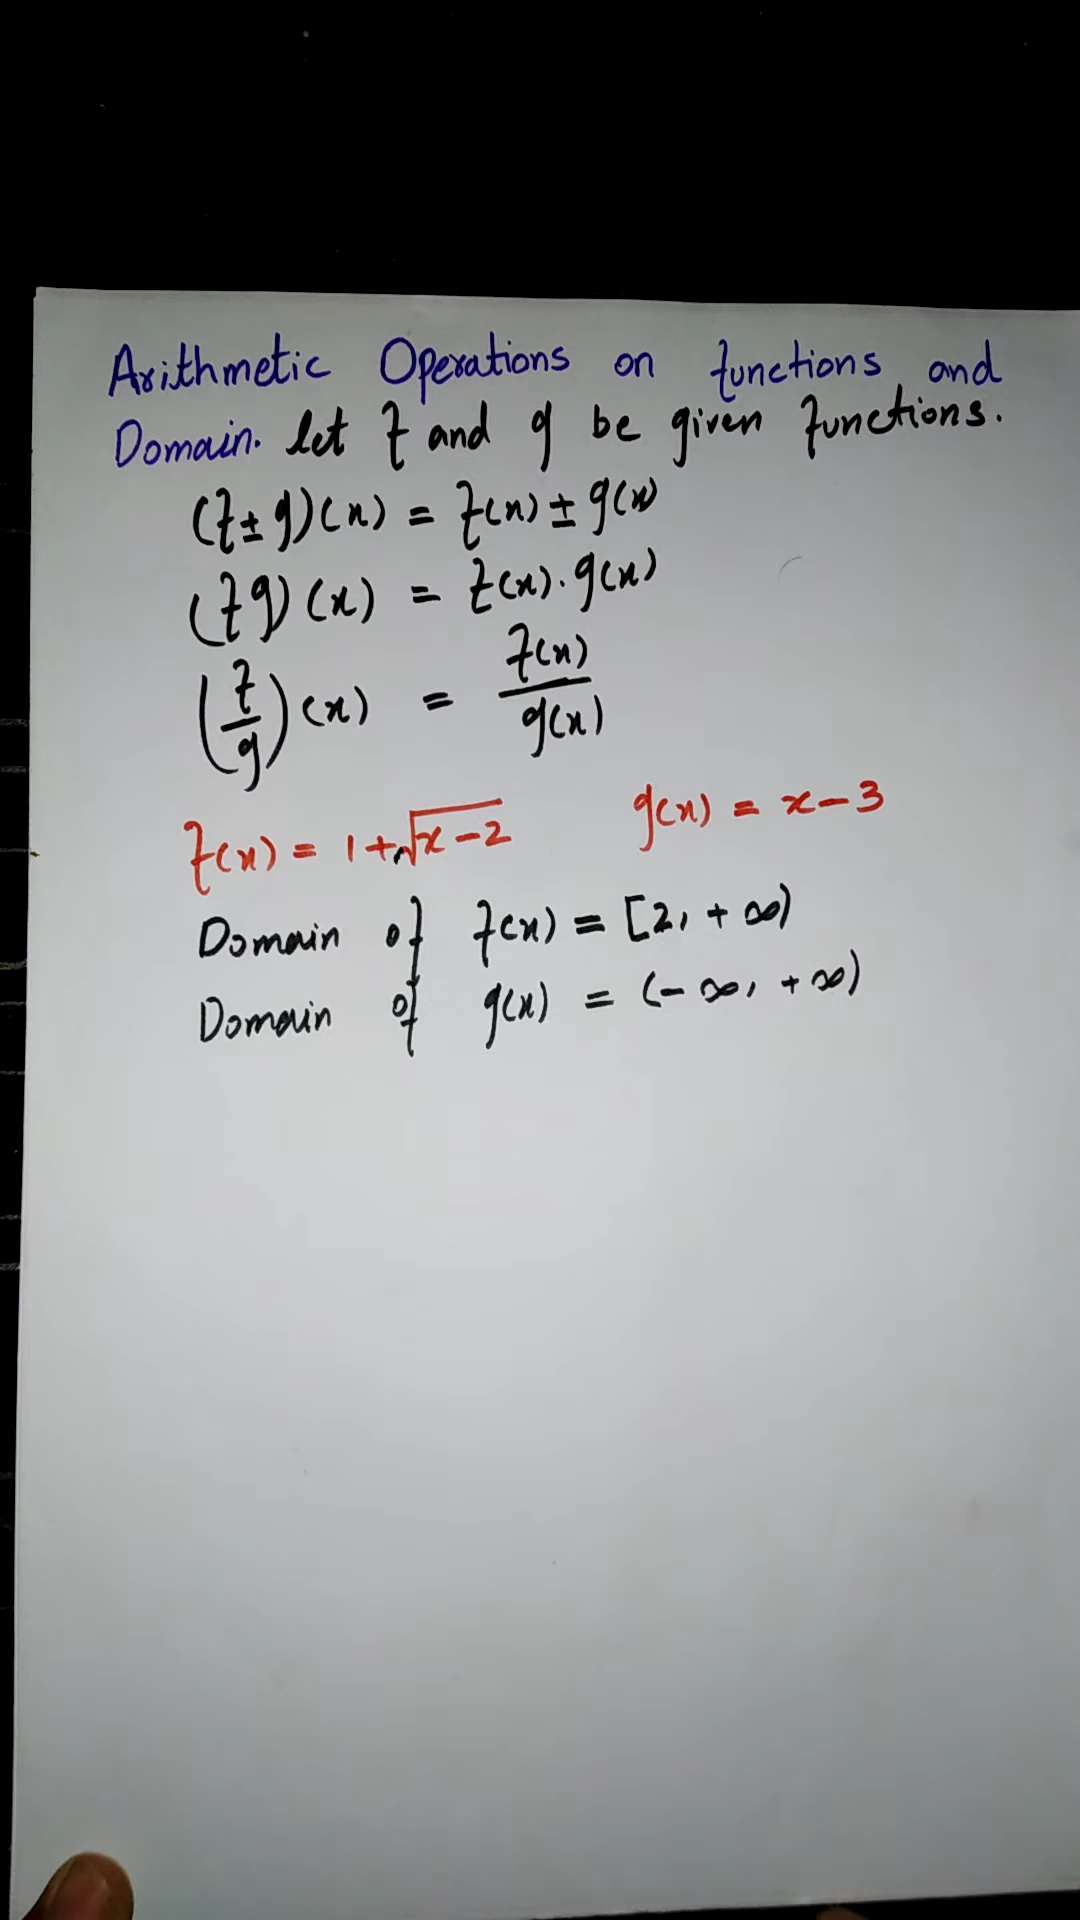 Arithmetic Operations on functions and
Domain. let f and g be given functions.
(f±g)(x) = f(x) ± g(x)
(fg)(x) = f(x).g(x)
(f/g)(x) = f(x)/g(x)
f(x) = 1+√x-2 g(x) = x-3
Domain of f(x) = [2, +∞)
Domain of g(x) = (-∞, +∞)